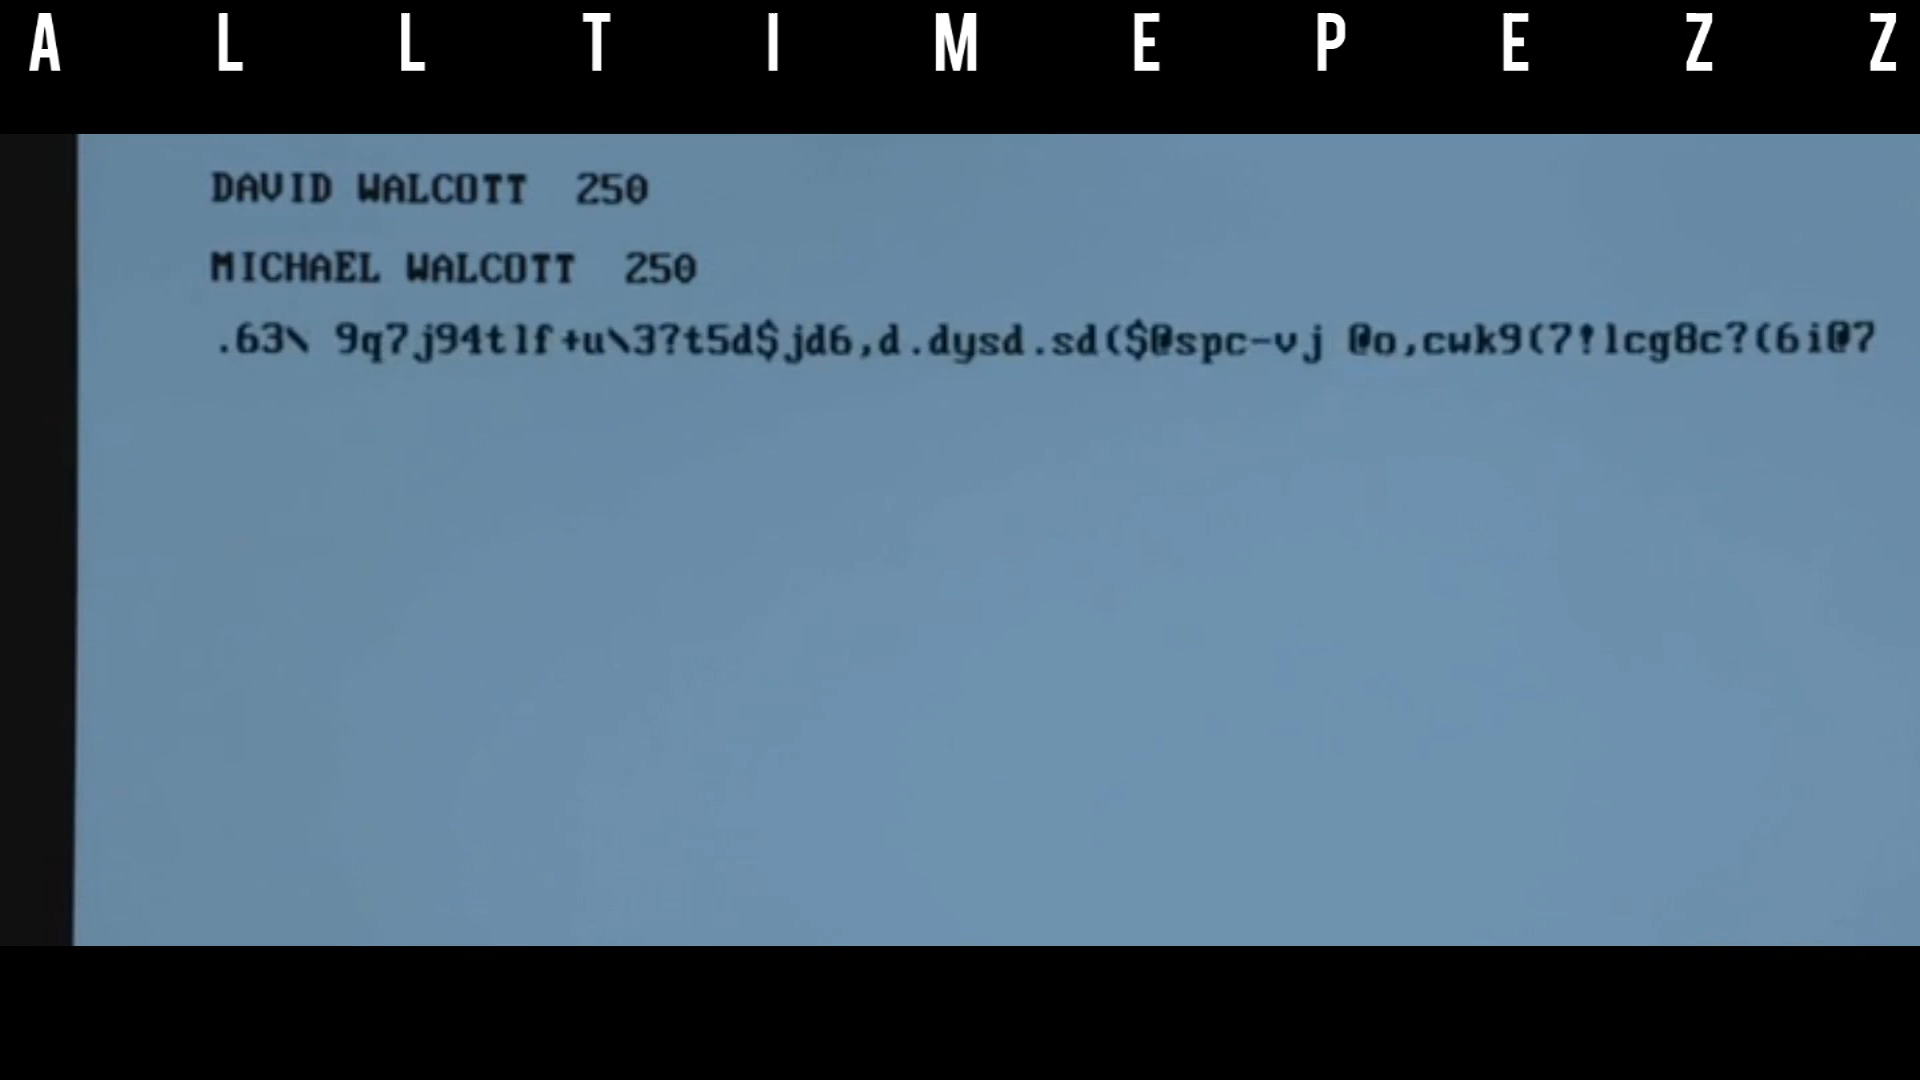 A L L T I M E P E Z Z
DAVID WALCOTT 250
MICHAEL WALCOTT 250
.63\ 9q7j94tlf+u\3?t5d$jd6,d.dysd.sd($@spc-vj @o,cwk9(7!lcg8c?(6i@7